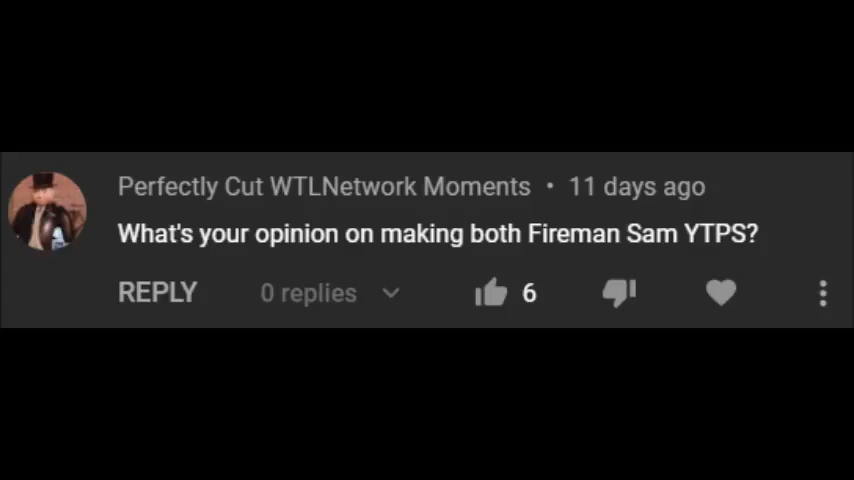 Perfectly Cut WTLNetwork Moments • 11 days ago
What's your opinion on making both Fireman Sam YTPS?
REPLY 0 replies 6